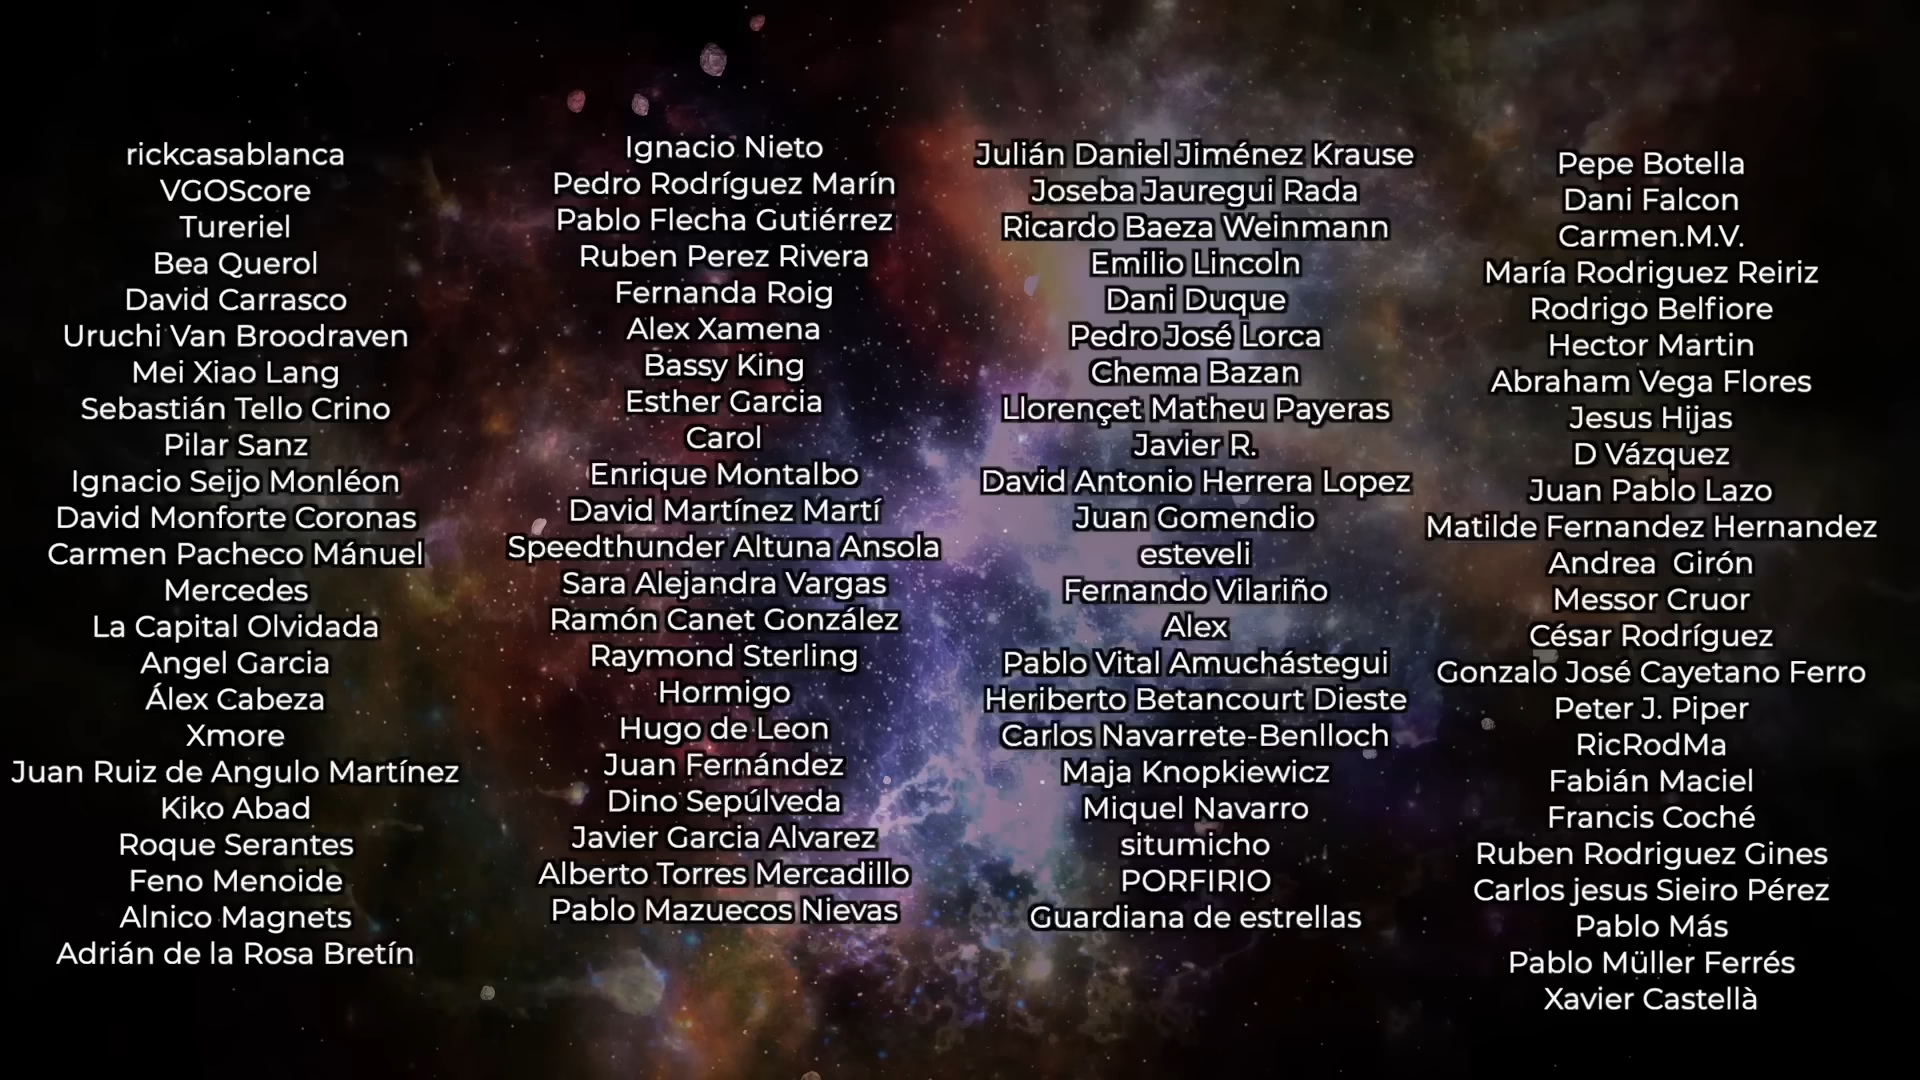 rickcasablanca
VGOScore
Tureriel
Bea Querol
David Carrasco
Uruchi Van Broodraven
Mei Xiao Lang
Sebastián Tello Crino
Pilar Sanz
Ignacio Seijo Monléon
David Monforte Coronas
Carmen Pacheco Mánuel
Mercedes
La Capital Olvidada
Angel Garcia
Álex Cabeza
Xmore
Juan Ruiz de Angulo Martínez
Kiko Abad
Roque Serantes
Feno Menoide
Alnico Magnets
Adrián de la Rosa Bretín
Ignacio Nieto
Pedro Rodríguez Marín
Pablo Flecha Gutiérrez
Ruben Perez Rivera
Fernanda Roig
Alex Xamena
Bassy King
Esther Garcia
Carol
Enrique Montalbo
David Martínez Martí
Speedthunder Altuna Ansola
Sara Alejandra Vargas
Ramón Canet González
Raymond Sterling
Hormigo
Hugo de Leon
Juan Fernández
Dino Sepúlveda
Javier Garcia Alvarez
Alberto Torres Mercadillo
Pablo Mazuecos Nievas
Julián Daniel Jiménez Krause
Joseba Jauregui Rada
Ricardo Baeza Weinmann
Emilio Lincoln
Dani Duque
Pedro José Lorca
Chema Bazan
Llorençet Matheu Payeras
Javier R.
David Antonio Herrera Lopez
Juan Gomendio
esteveli
Fernando Vilariño
Alex
Pablo Vital Amuchástegui
Heriberto Betancourt Dieste
Carlos Navarrete-Benlloch
Maja Knopkiewicz
Miquel Navarro
situmicho
PORFIRIO
Guardiana de estrellas
Pepe Botella
Dani Falcon
Carmen.M.V.
María Rodriguez Reiriz
Rodrigo Belfiore
Hector Martin
Abraham Vega Flores
Jesus Hijas
D Vázquez
Juan Pablo Lazo
Matilde Fernandez Hernandez
Andrea  Girón
Messor Cruor
César Rodríguez
Gonzalo José Cayetano Ferro
Peter J. Piper
RicRodMa
Fabián Maciel
Francis Coché
Ruben Rodriguez Gines
Carlos jesus Sieiro Pérez
Pablo Más
Pablo Müller Ferrés
Xavier Castellà